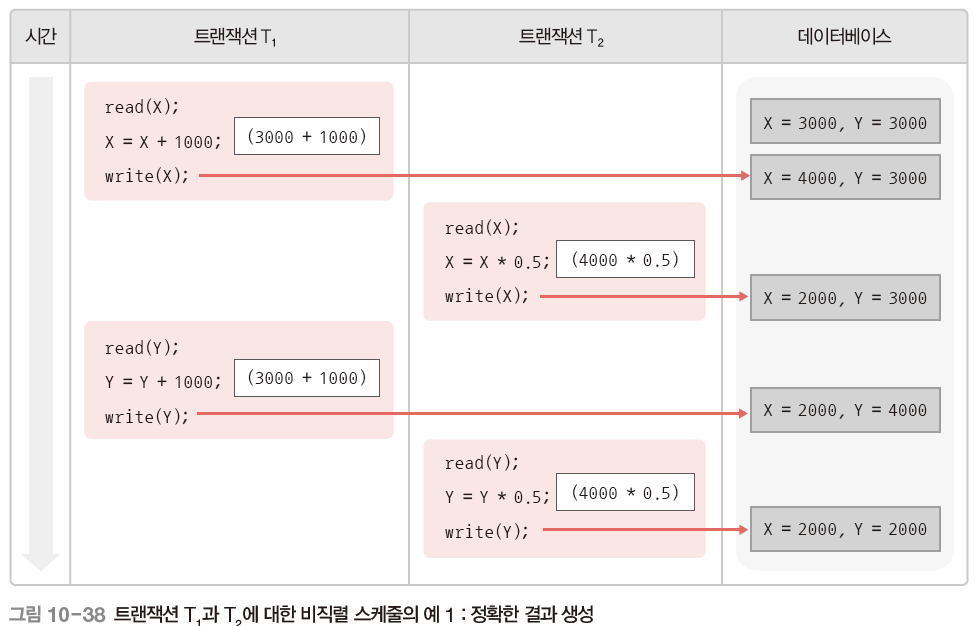 시간 트랜잭션 T₁ 트랜잭션 T₂ 데이터베이스
read(X);
X = X + 1000; (3000 + 1000)
write(X);
X = 3000, Y = 3000
X = 4000, Y = 3000
read(X);
X = X * 0.5; (4000 * 0.5)
write(X);
X = 2000, Y = 3000
read(Y);
Y = Y + 1000; (3000 + 1000)
write(Y);
X = 2000, Y = 4000
read(Y);
Y = Y * 0.5; (4000 * 0.5)
write(Y);
X = 2000, Y = 2000
그림 10-38 트랜잭션 T₁과 T₂에 대한 비직렬 스케줄의 예 1 : 정확한 결과 생성